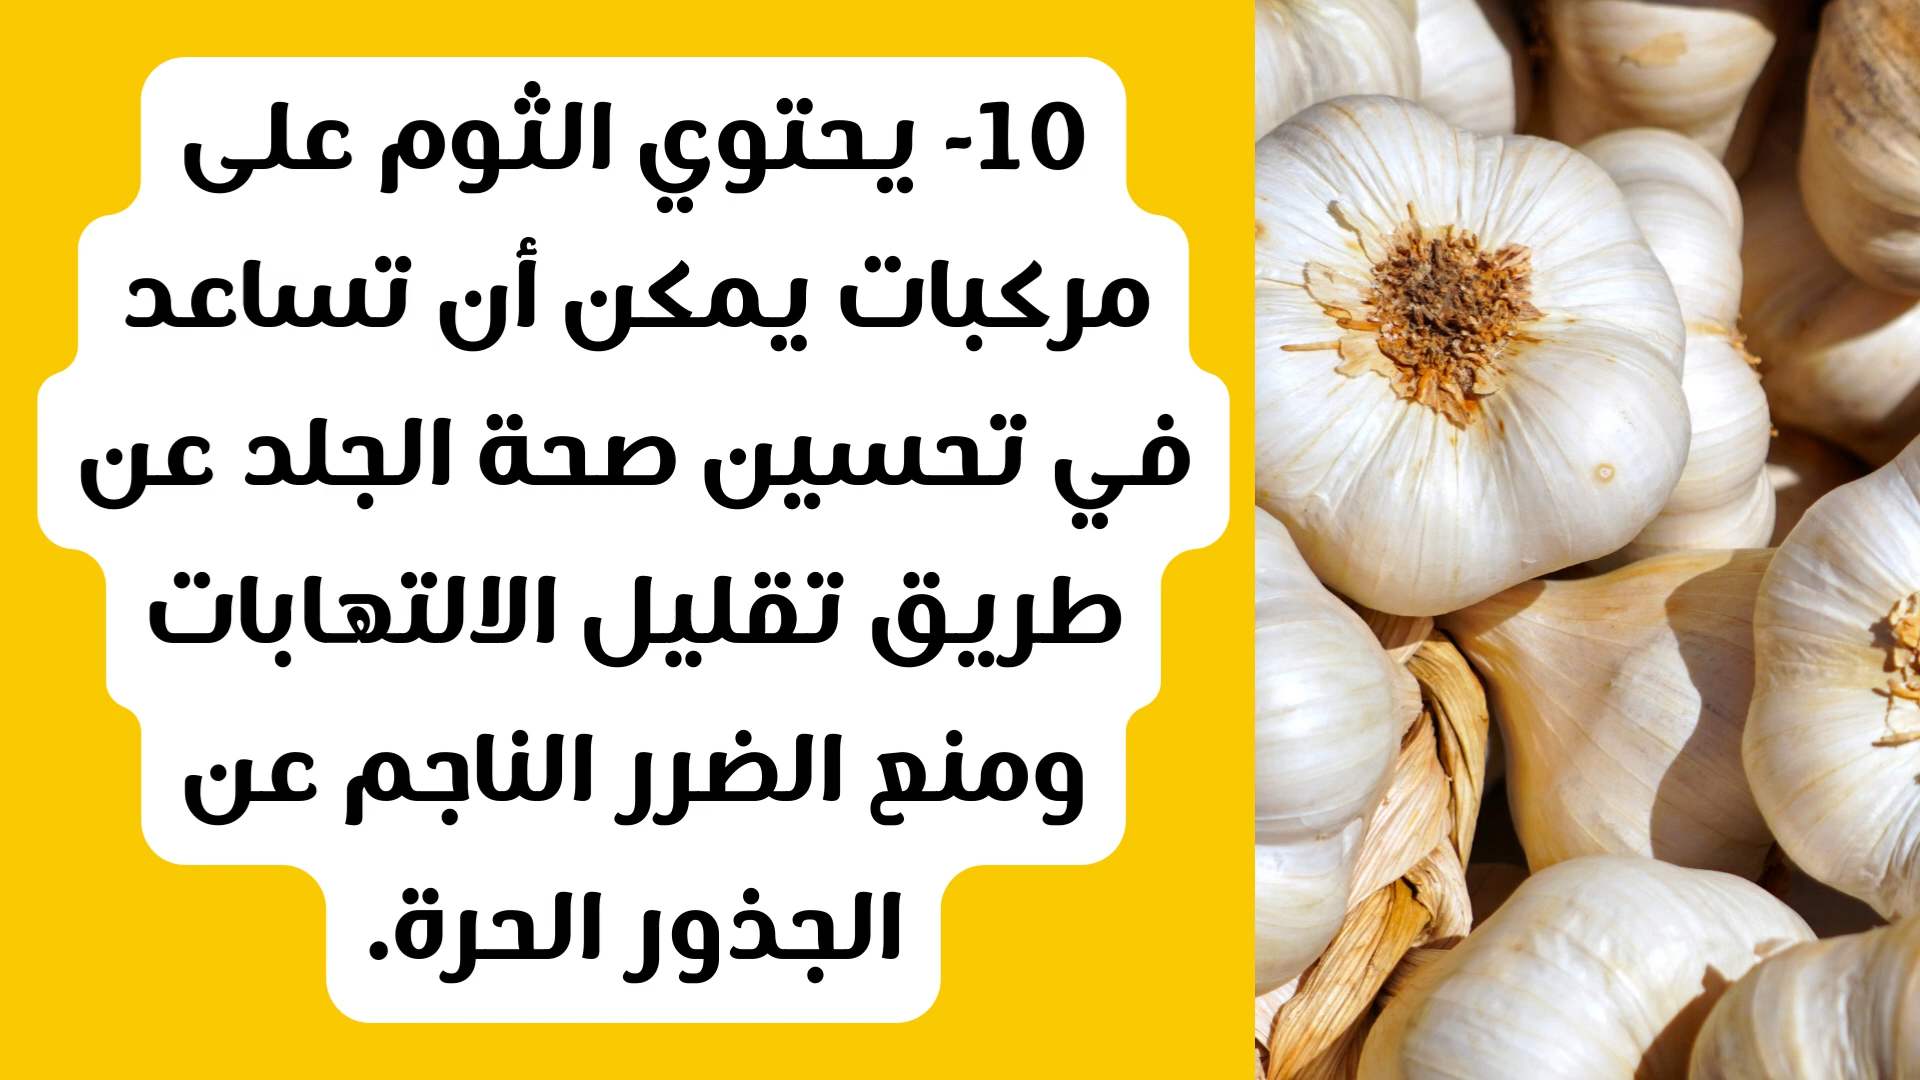 10- يحتوي الثوم على
مركبات يمكن أن تساعد
في تحسين صحة الجلد عن
طريق تقليل الالتهابات
ومنع الضرر الناجم عن
الجذور الحرة.